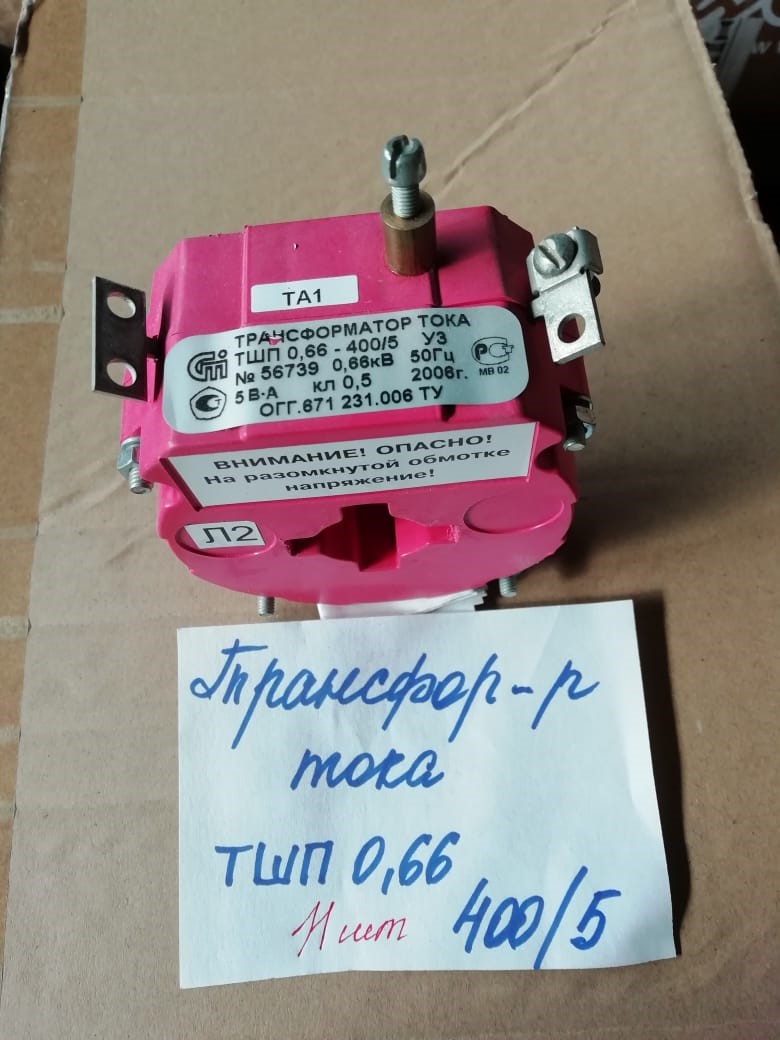 ТА1
ТРАНСФОРМАТОР ТОКА
ТШП 0,66 - 400/5 У3
№ 56739 0,66кВ 50Гц
5 В·А кл 0,5 2006г.
МВ 02
ОГГ.671 231.006 ТУ
ВНИМАНИЕ! ОПАСНО!
На разомкнутой обмотке
напряжение!
Л2
Трансфор-р
тока
ТШП 0,66
11 шт 400/5